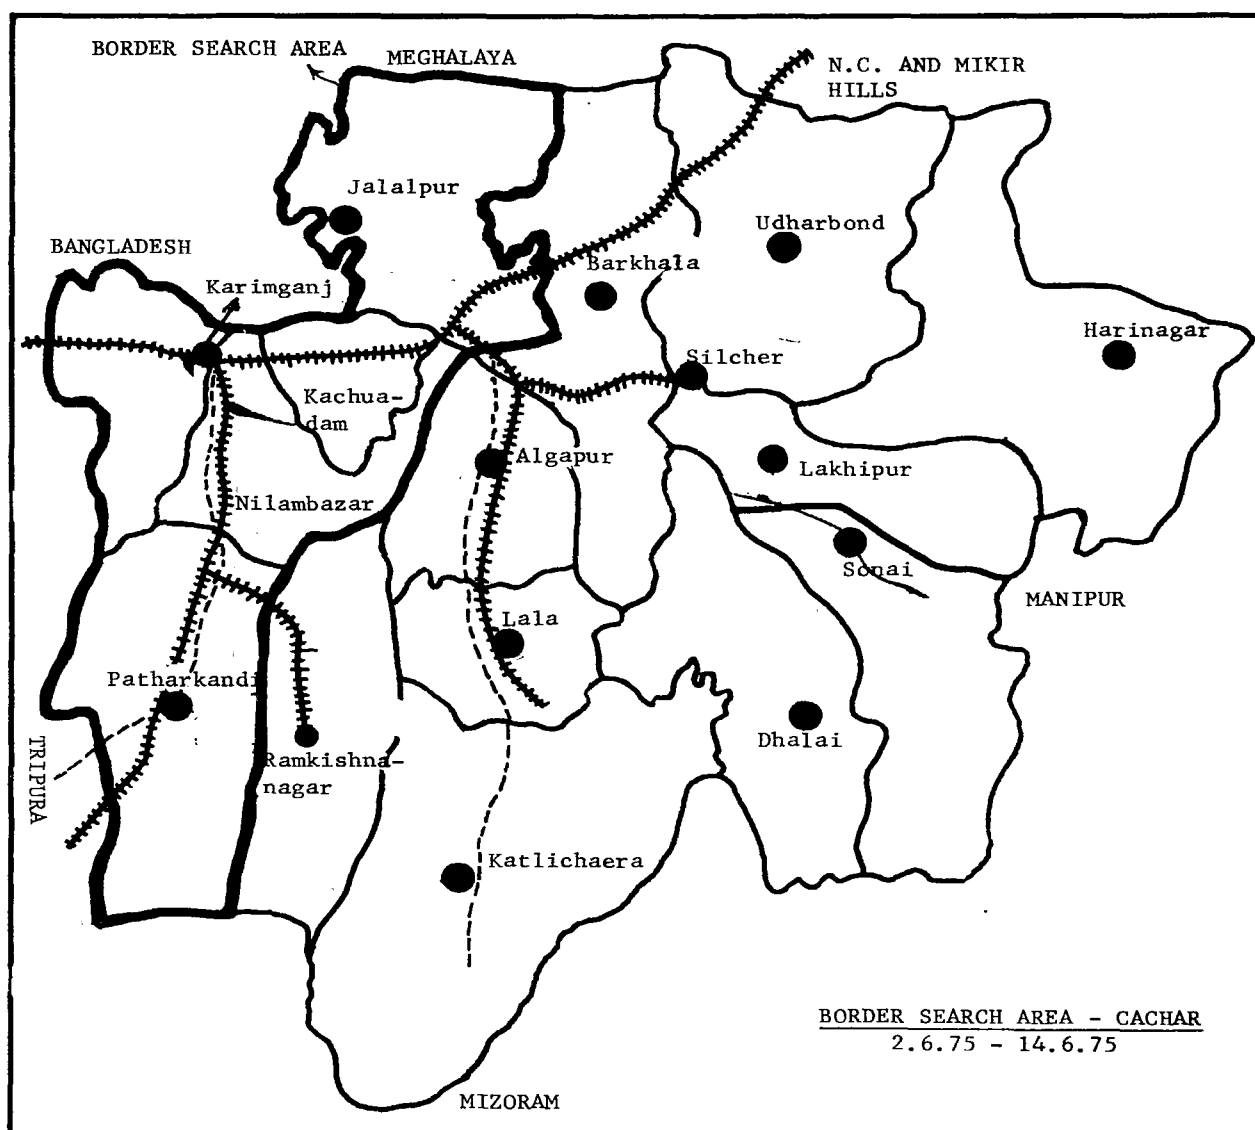 BORDER SEARCH AREA
MEGHALAYA
N.C. AND MIKIR
HILLS
Jalalpur
Udharbond
BANGLADESH
Karimganj
Barkhala
Harinagar
Silcher
Kachua-
dam
Algapur
Lakhipur
Nilambazar
Sonai
MANIPUR
Lala
Patharkandi
Dhalai
TRIPURA
Ramkishna-
nagar
Katlichaera
BORDER SEARCH AREA - CACHAR
2.6.75 - 14.6.75
MIZORAM